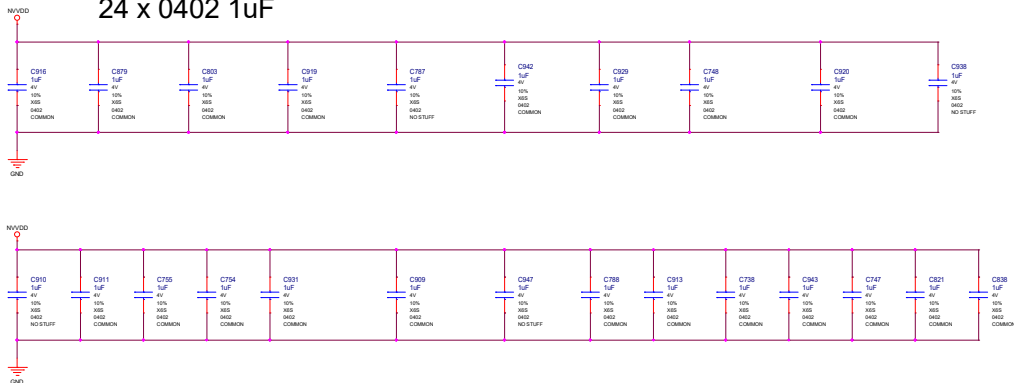 24 x 0402 1uF
NVVDD
C916
1uF
4V
10%
X6S
0402
COMMON
C879
1uF
4V
10%
X6S
0402
COMMON
C803
1uF
4V
10%
X6S
0402
COMMON
C919
1uF
4V
10%
X6S
0402
COMMON
C787
1uF
4V
10%
X6S
0402
NO STUFF
C942
1uF
4V
10%
X6S
0402
COMMON
C929
1uF
4V
10%
X6S
0402
COMMON
C748
1uF
4V
10%
X6S
0402
COMMON
C920
1uF
4V
10%
X6S
0402
COMMON
C938
1uF
4V
10%
X6S
0402
NO STUFF
GND
NVVDD
C910
1uF
4V
10%
X6S
0402
NO STUFF
C911
1uF
4V
10%
X6S
0402
COMMON
C755
1uF
4V
10%
X6S
0402
COMMON
C754
1uF
4V
10%
X6S
0402
COMMON
C931
1uF
4V
10%
X6S
0402
COMMON
C909
1uF
4V
10%
X6S
0402
COMMON
C947
1uF
4V
10%
X6S
0402
NO STUFF
C788
1uF
4V
10%
X6S
0402
COMMON
C913
1uF
4V
10%
X6S
0402
COMMON
C738
1uF
4V
10%
X6S
0402
COMMON
C943
1uF
4V
10%
X6S
0402
COMMON
C747
1uF
4V
10%
X6S
0402
COMMON
C821
1uF
4V
10%
X6S
0402
COMMON
C838
1uF
4V
10%
X6S
0402
COMMON
GND